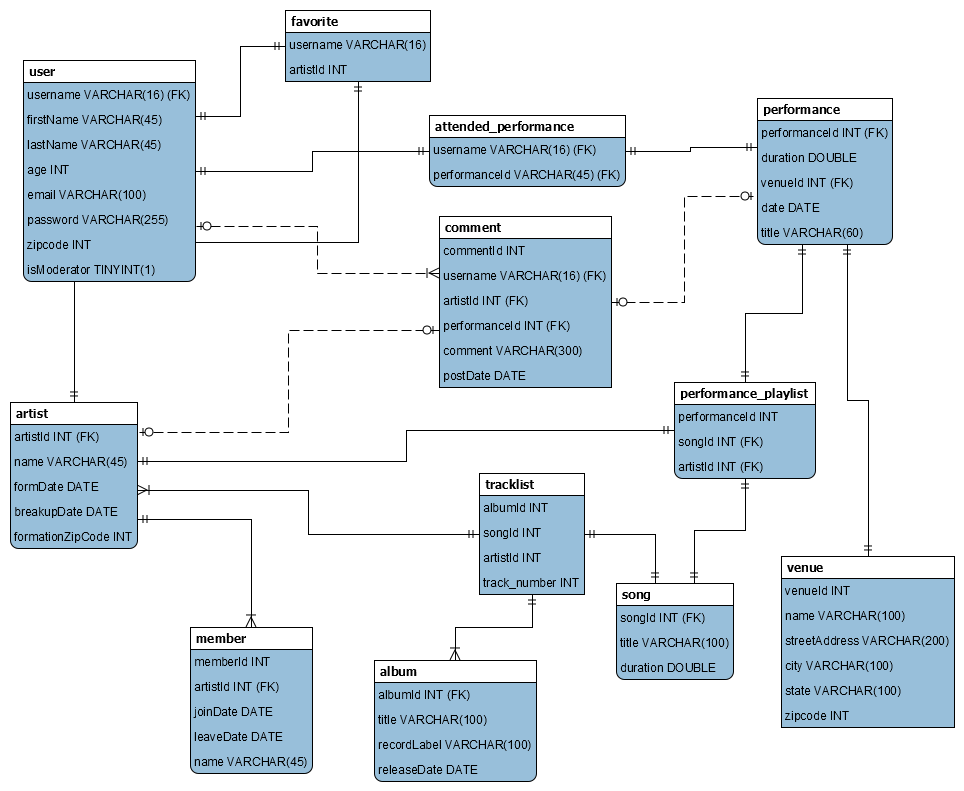 favorite
username VARCHAR(16)
artistId INT
user
username VARCHAR(16) (FK)
firstName VARCHAR(45)
lastName VARCHAR(45)
age INT
email VARCHAR(100)
password VARCHAR(255)
zipcode INT
isModerator TINYINT(1)
attended_performance
username VARCHAR(16) (FK)
performanceId VARCHAR(45) (FK)
performance
performanceId INT (FK)
duration DOUBLE
venueId INT (FK)
date DATE
title VARCHAR(60)
comment
commentId INT
username VARCHAR(16) (FK)
artistId INT (FK)
performanceId INT (FK)
comment VARCHAR(300)
postDate DATE
artist
artistId INT (FK)
name VARCHAR(45)
formDate DATE
breakupDate DATE
formationZipCode INT
performance_playlist
performanceId INT
songId INT (FK)
artistId INT (FK)
tracklist
albumId INT
songId INT
artistId INT
track_number INT
song
songId INT (FK)
title VARCHAR(100)
duration DOUBLE
venue
venueId INT
name VARCHAR(100)
streetAddress VARCHAR(200)
city VARCHAR(100)
state VARCHAR(100)
zipcode INT
member
memberId INT
artistId INT (FK)
joinDate DATE
leaveDate DATE
name VARCHAR(45)
album
albumId INT (FK)
title VARCHAR(100)
recordLabel VARCHAR(100)
releaseDate DATE